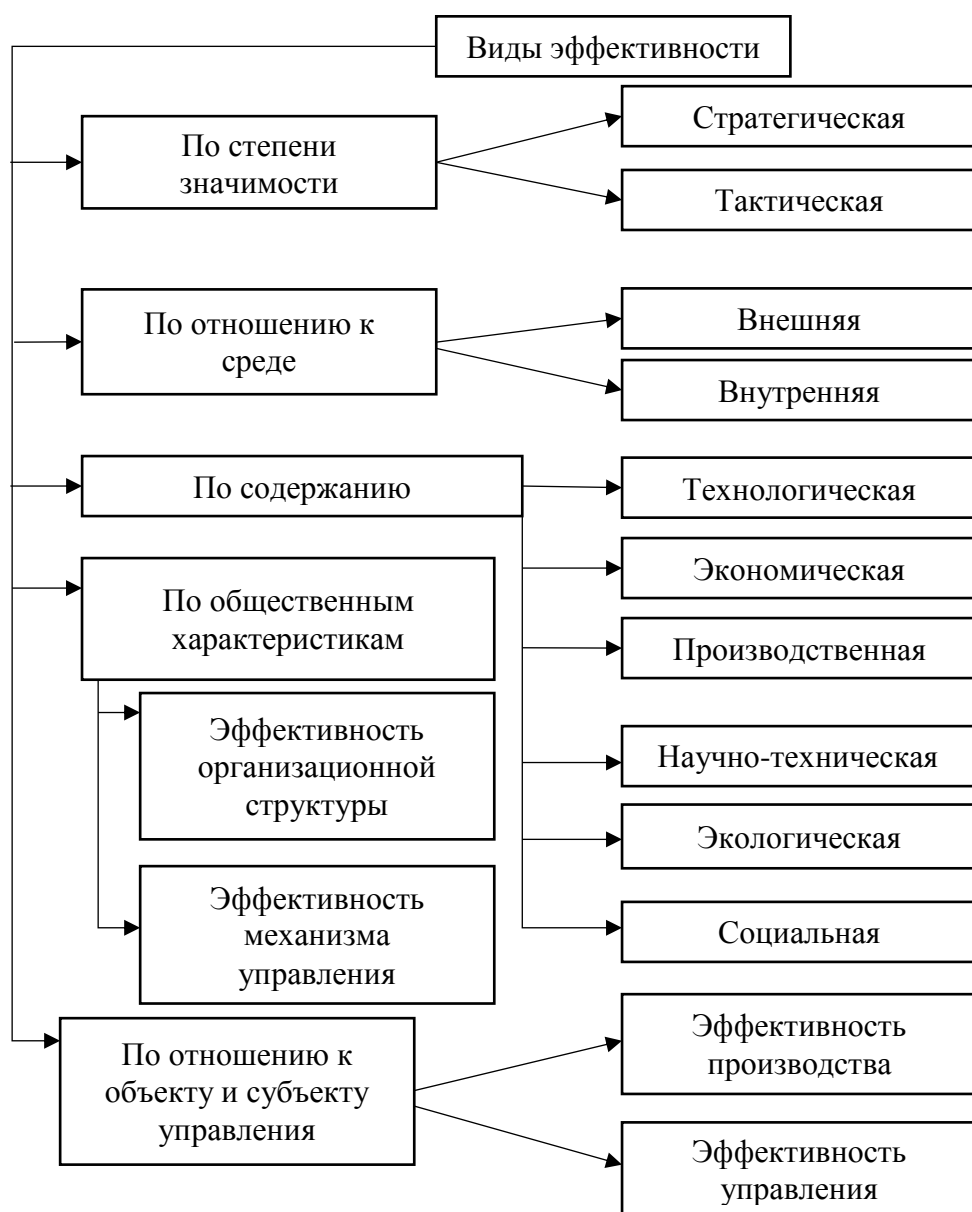 Виды эффективности
По степени
значимости
Стратегическая
Тактическая
По отношению к
среде
Внешняя
Внутренняя
По содержанию
Технологическая
Экономическая
Производственная
Научно-техническая
Экологическая
Социальная
По общественным
характеристикам
Эффективность
организационной
структуры
Эффективность
механизма
управления
По отношению к
объекту и субъекту
управления
Эффективность
производства
Эффективность
управления